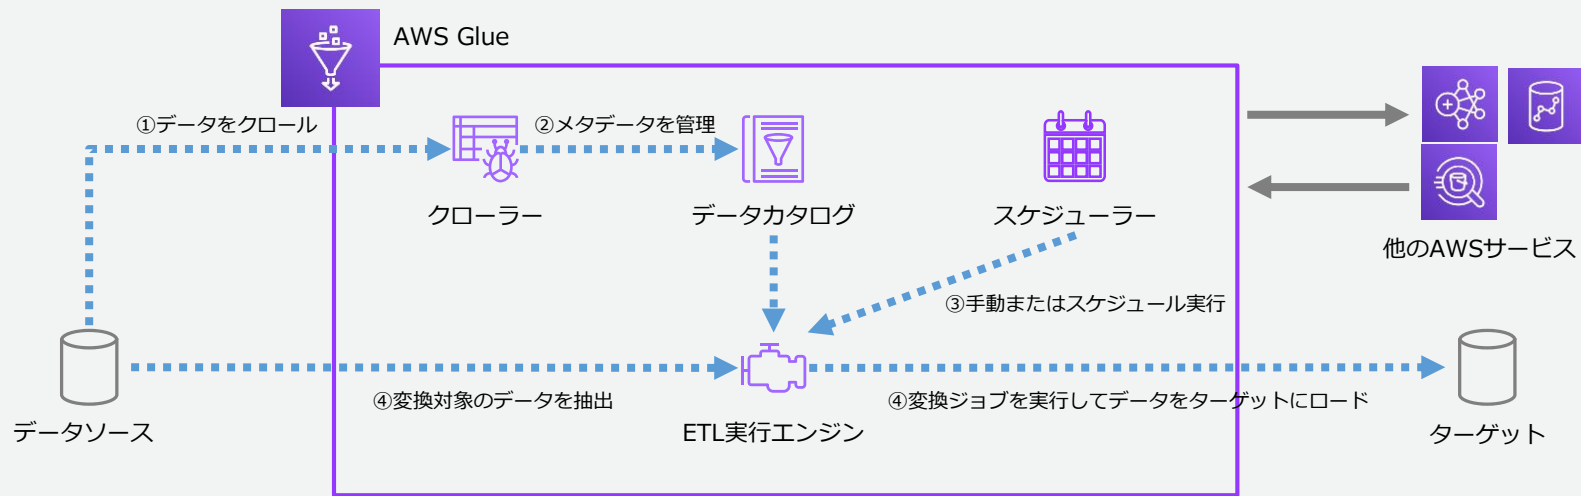 AWS Glue
①データをクロール
②メタデータを管理
クローラー
データカタログ
スケジューラー
他のAWSサービス
③手動またはスケジュール実行
④変換対象のデータを抽出
④変換ジョブを実行してデータをターゲットにロード
データソース
ETL実行エンジン
ターゲット